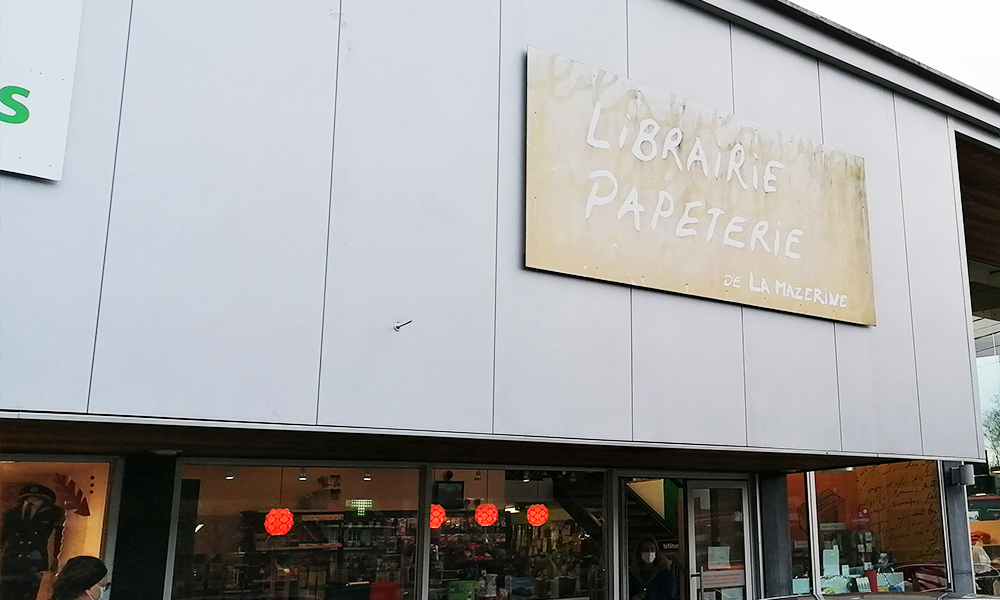 s
LiBRAIRiE
PAPETERiE
DE LA MAZERiNE